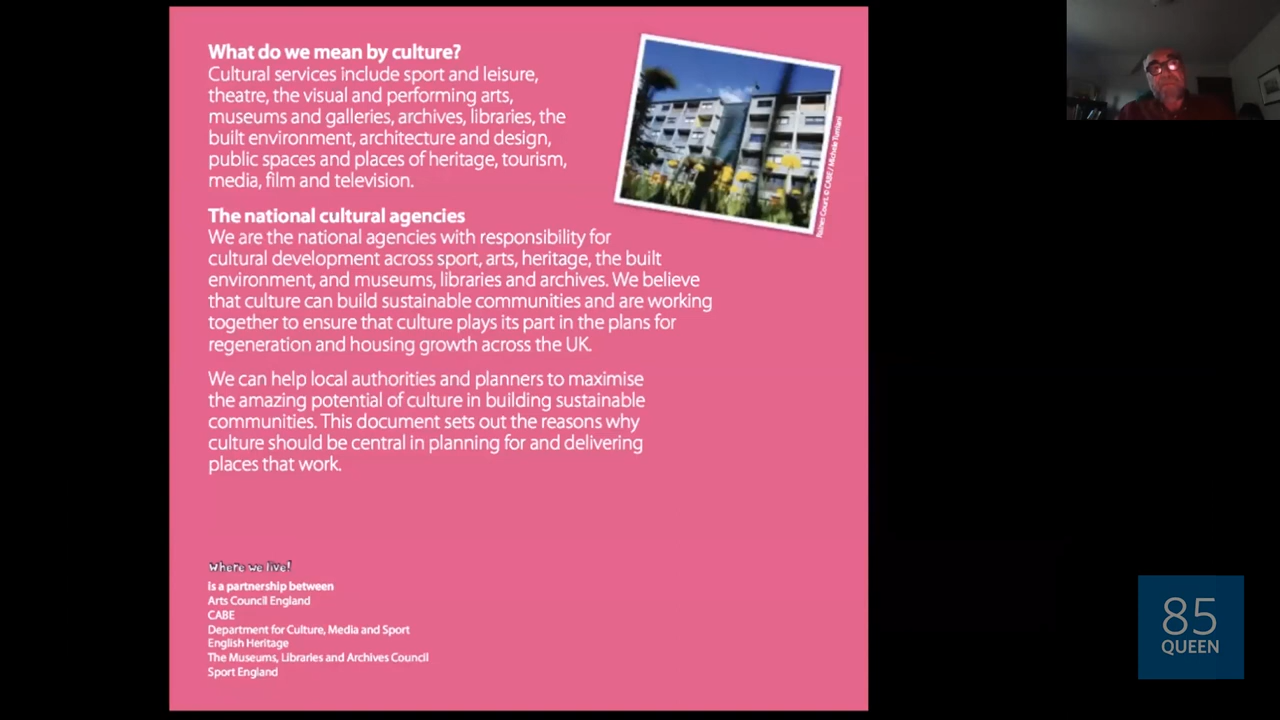 What do we mean by culture?
Cultural services include sport and leisure,
theatre, the visual and performing arts,
museums and galleries, archives, libraries, the
built environment, architecture and design,
public spaces and places of heritage, tourism,
media, film and television.
The national cultural agencies
We are the national agencies with responsibility for
cultural development across sport, arts, heritage, the built
environment, and museums, libraries and archives. We believe
that culture can build sustainable communities and are working
together to ensure that culture plays its part in the plans for
regeneration and housing growth across the UK.
We can help local authorities and planners to maximise
the amazing potential of culture in building sustainable
communities. This document sets out the reasons why
culture should be central in planning for and delivering
places that work.
Where we live!
is a partnership between
Arts Council England
CABE
Department for Culture, Media and Sport
English Heritage
The Museums, Libraries and Archives Council
Sport England
Court. © CABE /
85
QUEEN